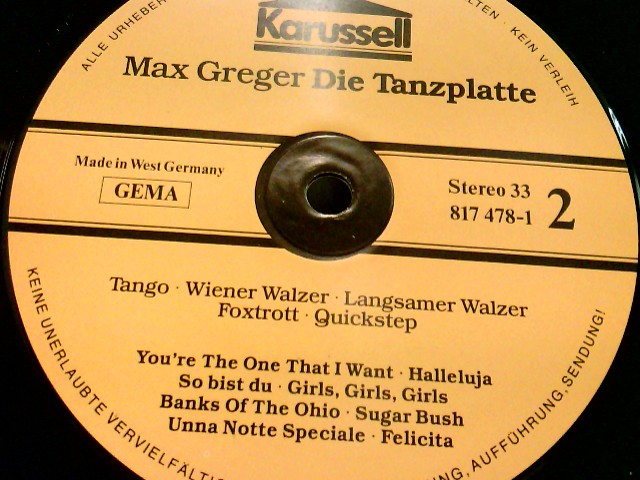 ALLE URHEBER
LTEN · KEIN VERLEIH
Karussell
Max Greger Die Tanzplatte
Made in West Germany
GEMA
Stereo 33
817 478-1
2
Tango · Wiener Walzer · Langsamer Walzer
Foxtrott · Quickstep
You're The One That I Want · Halleluja
So bist du · Girls, Girls, Girls
Banks Of The Ohio · Sugar Bush
Unna Notte Speciale · Felicita
KEINE UNERLAUBTE VERVIELFÄLTIG
NG, AUFFÜHRUNG, SENDUNG!